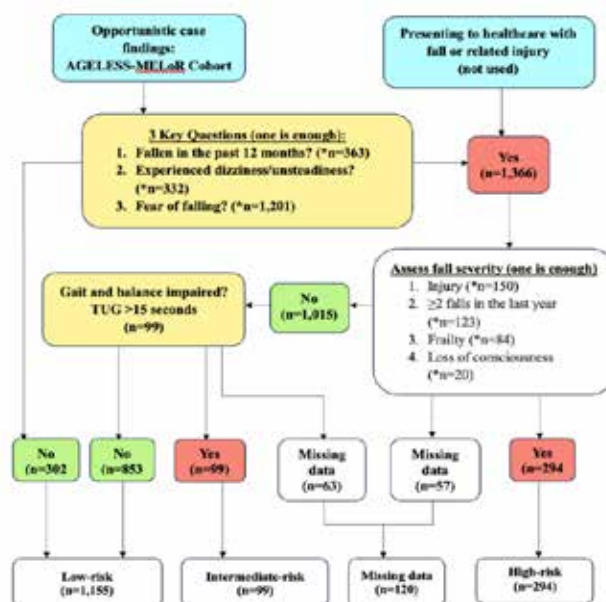 Opportunistic case
findings:
AGELESS-MELoR Cohort
Presenting to healthcare with
fall or related injury
(not used)
3 Key Questions (one is enough):
1. Fallen in the past 12 months? (*n=363)
2. Experienced dizziness/unsteadiness?
(*n=332)
3. Fear of falling? (*n=1,201)
Yes
(n=1,366)
Assess fall severity (one is enough)
1. Injury (*n=150)
2. ≥2 falls in the last year
(*n=123)
3. Frailty (*n=84)
4. Loss of consciousness
(*n=20)
No
(n=1,015)
Gait and balance impaired?
TUG >15 seconds
(n=99)
No
(n=302)
No
(n=853)
Yes
(n=99)
Missing
data
(n=63)
Missing
data
(n=57)
Yes
(n=294
Low-risk
(n=1,155)
Intermediate-risk
(n=99)
Missing data
(n=120)
High-risk
(n=294)